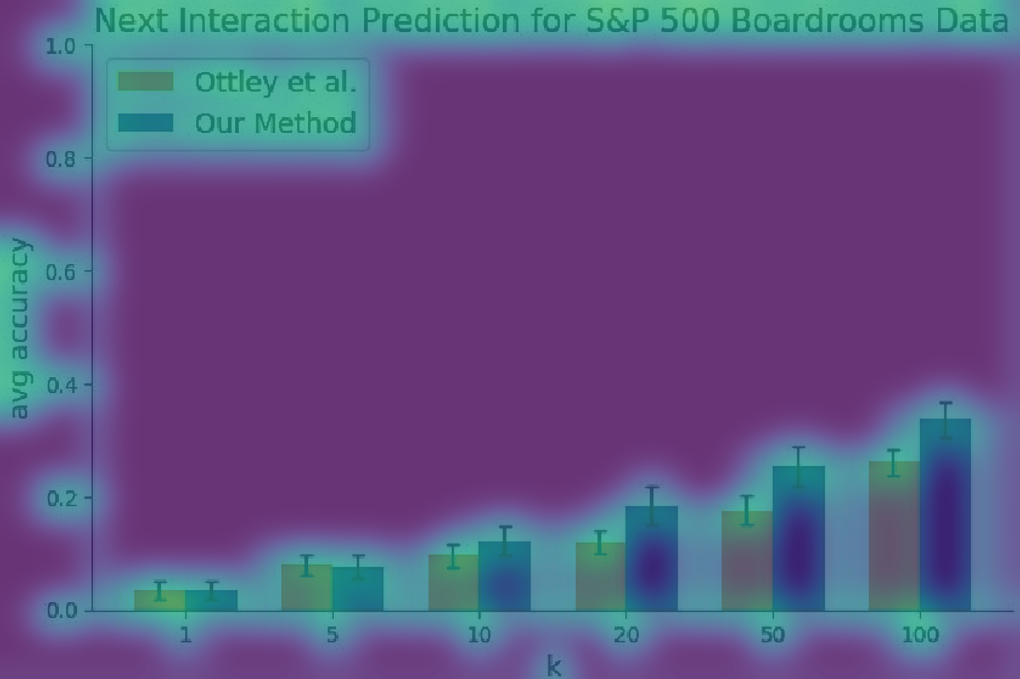 Next Interaction Prediction for S&P 500 Boardrooms Data
1.0
Ottley et al.
Our Method
0.8
0.6
avg accuracy
0.4
0.2
0.0
1 5 10 20 50 100
k